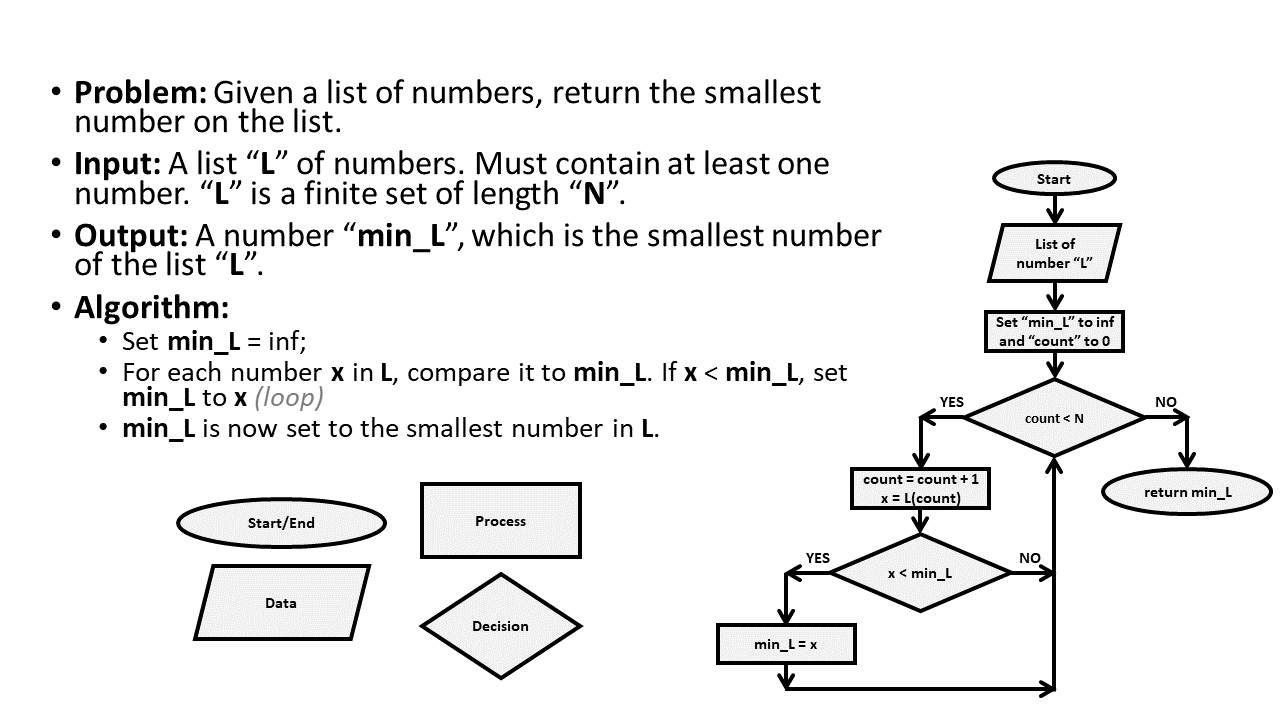 • Problem: Given a list of numbers, return the smallest
number on the list.
• Input: A list “L” of numbers. Must contain at least one
number. “L” is a finite set of length “N”.
• Output: A number “min_L”, which is the smallest number
of the list “L”.
• Algorithm:
• Set min_L = inf;
• For each number x in L, compare it to min_L. If x < min_L, set
min_L to x (loop)
• min_L is now set to the smallest number in L.
Start/End
Process
Data
Decision
Start
List of
number “L”
Set “min_L” to inf
and “count” to 0
YES
count < N
NO
count = count + 1
x = L(count)
return min_L
YES
x < min_L
NO
min_L = x